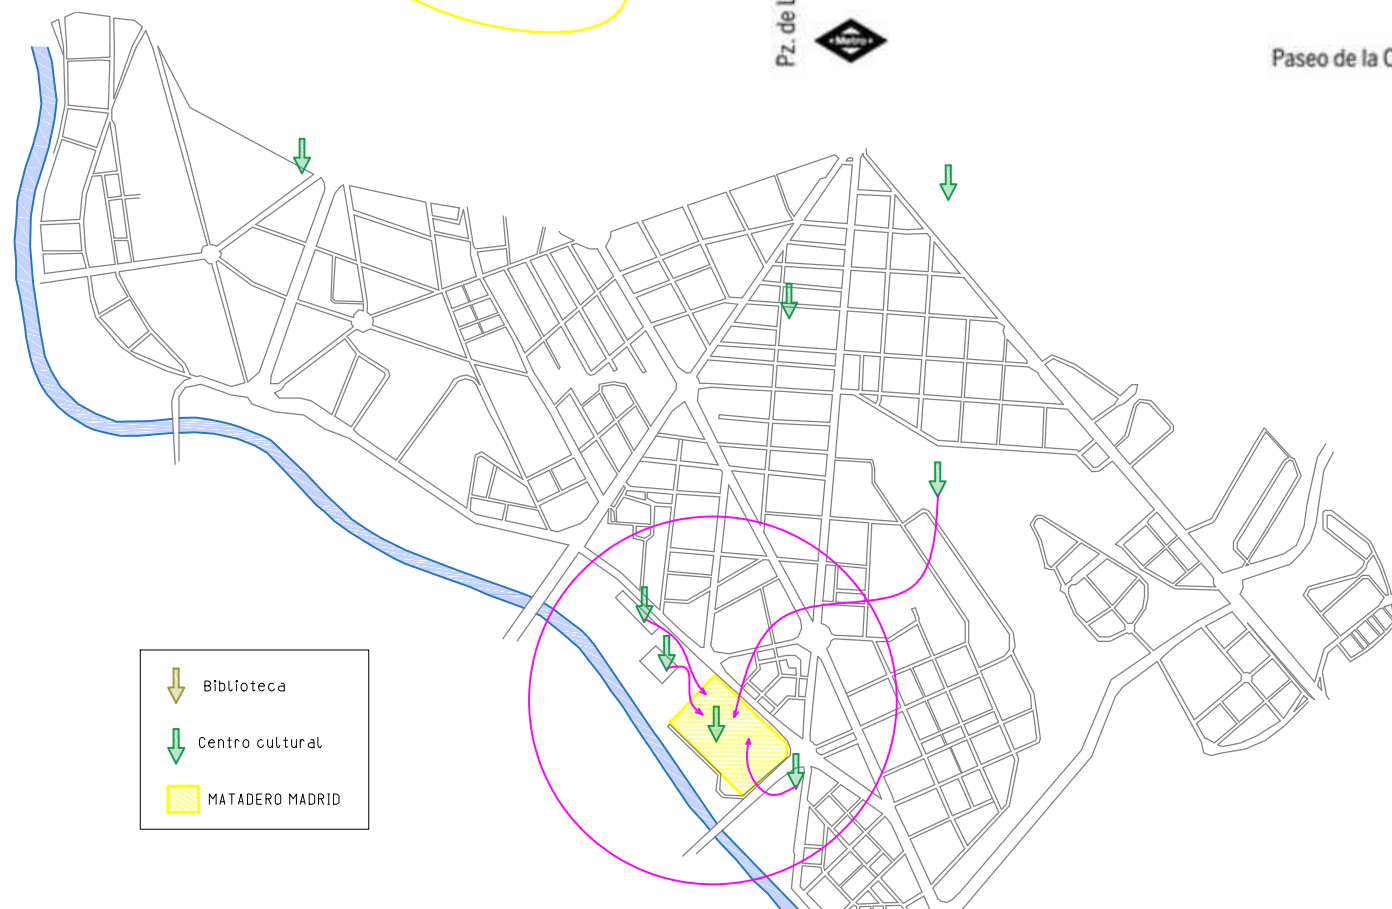 Pz. de L
Metro
Paseo de la C
Biblioteca
Centro cultural
MATADERO MADRID